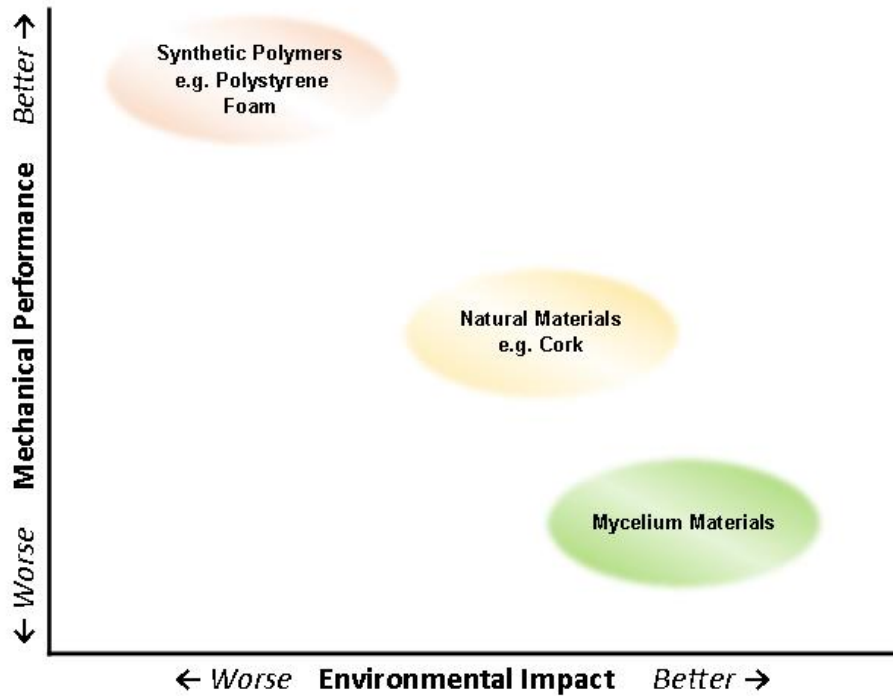 Synthetic Polymers
e.g. Polystyrene
Foam
Natural Materials
e.g. Cork
Mycelium Materials
← Worse Mechanical Performance Better →
← Worse Environmental Impact Better →